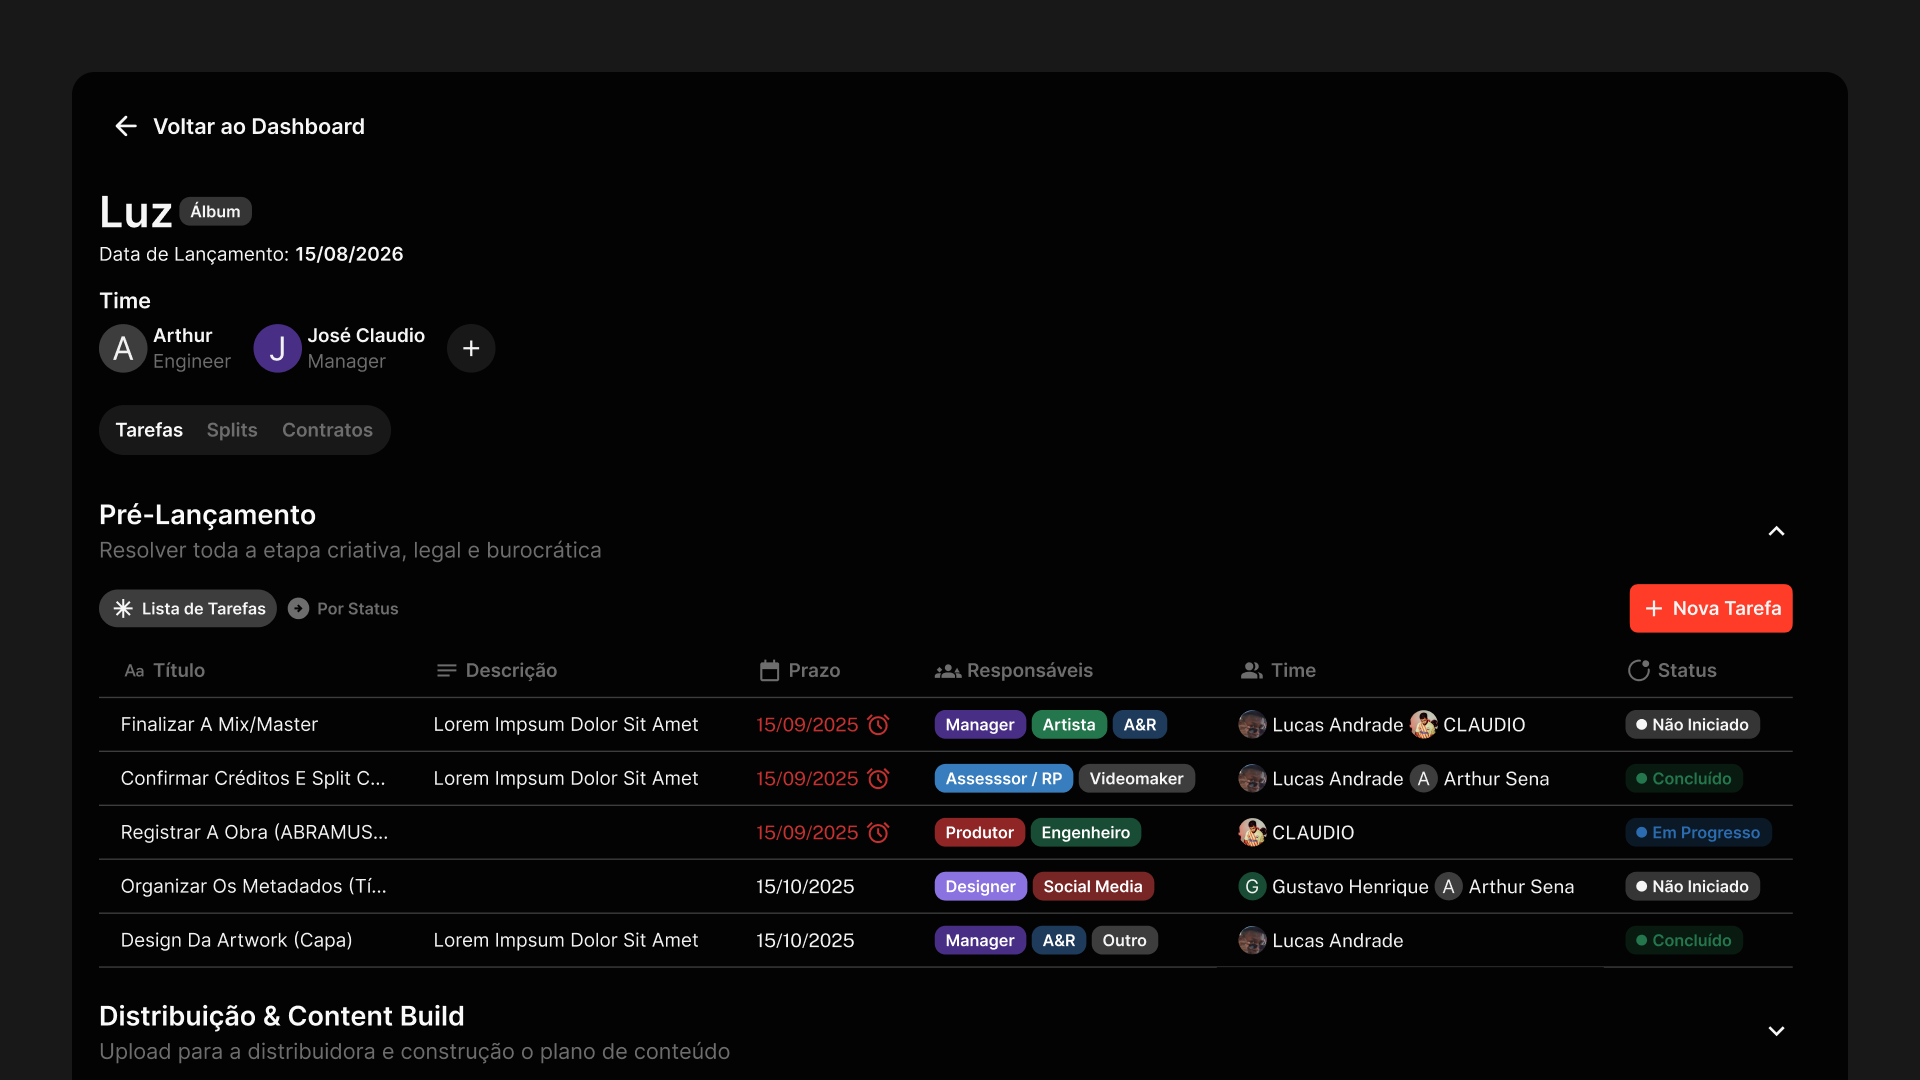 Voltar ao Dashboard
Luz Álbum
Data de Lançamento: 15/08/2026
Time
A Arthur Engineer J José Claudio Manager +
Tarefas Splits Contratos
Pré-Lançamento
Resolver toda a etapa criativa, legal e burocrática
Lista de Tarefas Por Status + Nova Tarefa
Aa Título Descrição Prazo Responsáveis Time Status
Finalizar A Mix/Master Lorem Impsum Dolor Sit Amet 15/09/2025 Manager Artista A&R Lucas Andrade CLAUDIO Não Iniciado
Confirmar Créditos E Split C... Lorem Impsum Dolor Sit Amet 15/09/2025 Assesssor / RP Videomaker Lucas Andrade A Arthur Sena Concluído
Registrar A Obra (ABRAMUS... 15/09/2025 Produtor Engenheiro CLAUDIO Em Progresso
Organizar Os Metadados (Tí... 15/10/2025 Designer Social Media G Gustavo Henrique A Arthur Sena Não Iniciado
Design Da Artwork (Capa) Lorem Impsum Dolor Sit Amet 15/10/2025 Manager A&R Outro Lucas Andrade Concluído
Distribuição & Content Build
Upload para a distribuidora e construção o plano de conteúdo